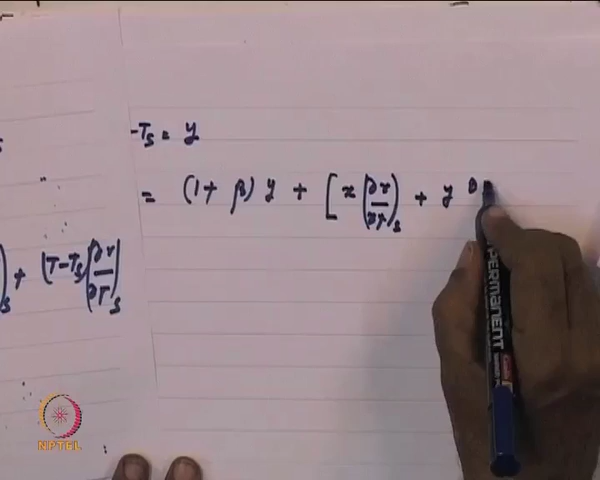 -Ts = y
= (1 + β) y + [ x (∂r/∂T)s + y ∂
)s + (T-Ts)(∂r/∂T)s
PERMANENT
NPTEL